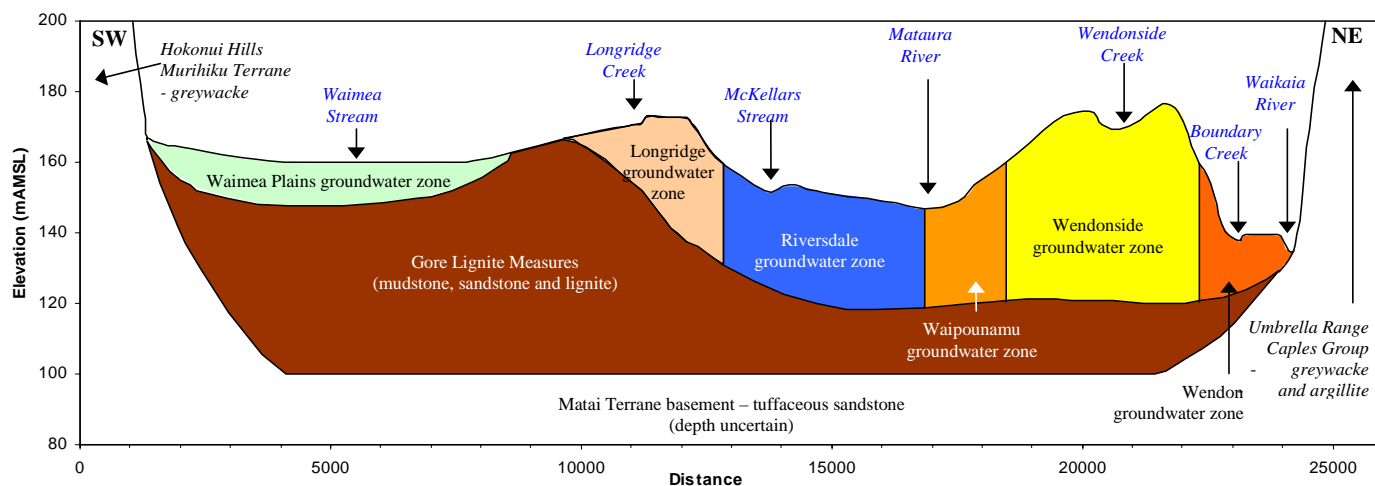 SW
NE
Hokonui Hills
Murihiku Terrane
- greywacke
Waimea
Stream
Longridge
Creek
McKellars
Stream
Mataura
River
Wendonside
Creek
Boundary
Creek
Waikaia
River
Waimea Plains groundwater zone
Longridge
groundwater
zone
Riversdale
groundwater zone
Wendonside
groundwater zone
Gore Lignite Measures
(mudstone, sandstone and lignite)
Waipounamu
groundwater zone
Wendon
groundwater zone
Umbrella Range
Caples Group
- greywacke
and argillite
Matai Terrane basement – tuffaceous sandstone
(depth uncertain)
Elevation (mAMSL)
200
180
160
140
120
100
80
0
5000
10000
15000
20000
25000
Distance